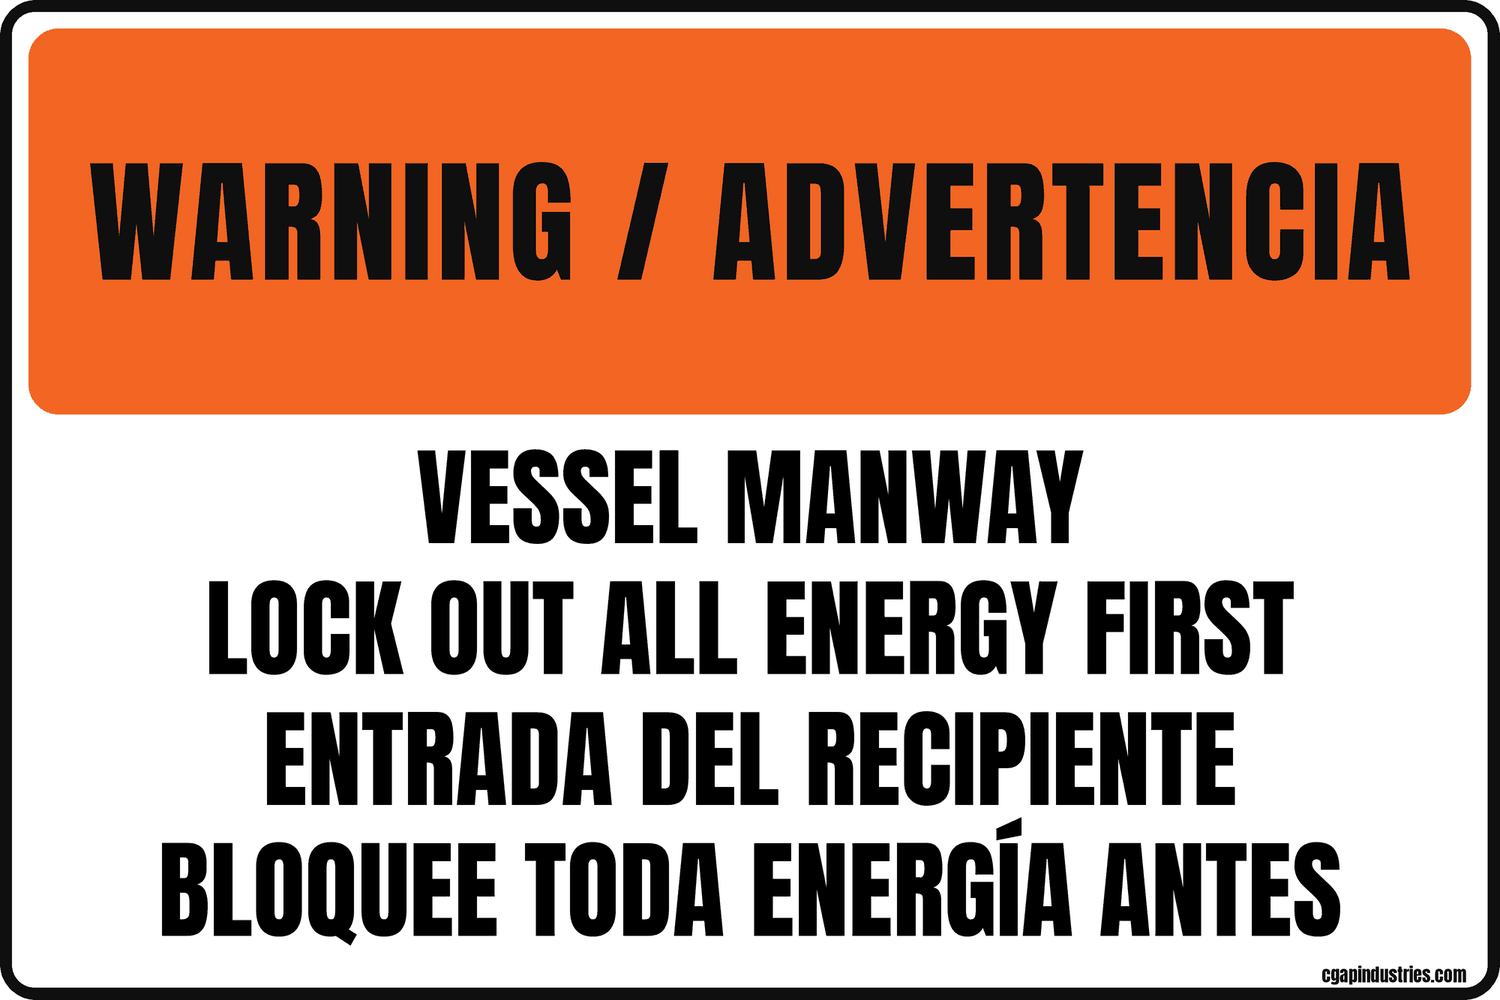 WARNING / ADVERTENCIA
VESSEL MANWAY
LOCK OUT ALL ENERGY FIRST
ENTRADA DEL RECIPIENTE
BLOQUEE TODA ENERGÍA ANTES
cgapindustries.com